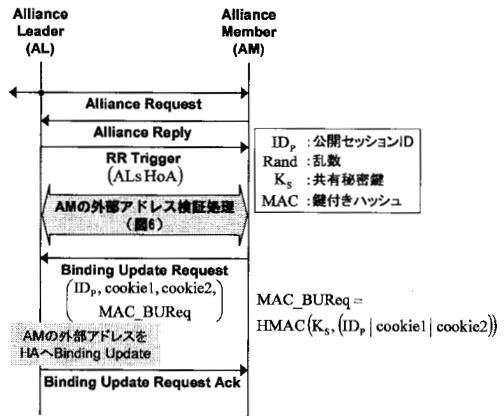 Alliance
Leader
(AL)
Alliance
Member
(AM)
Alliance Request
Alliance Reply
RR Trigger
(ALsHoA)
ID_P :公開セッションID
Rand :乱数
K_S :共有秘密鍵
MAC :鍵付きハッシュ
AMの外部アドレス検証処理
(図6)
Binding Update Request
(ID_P, cookie1, cookie2,
MAC_BUReq)
MAC_BUReq=
HMAC(K_S, (ID_P | cookie1 | cookie2))
AMの外部アドレスを
HAへBinding Update
Binding Update Request Ack